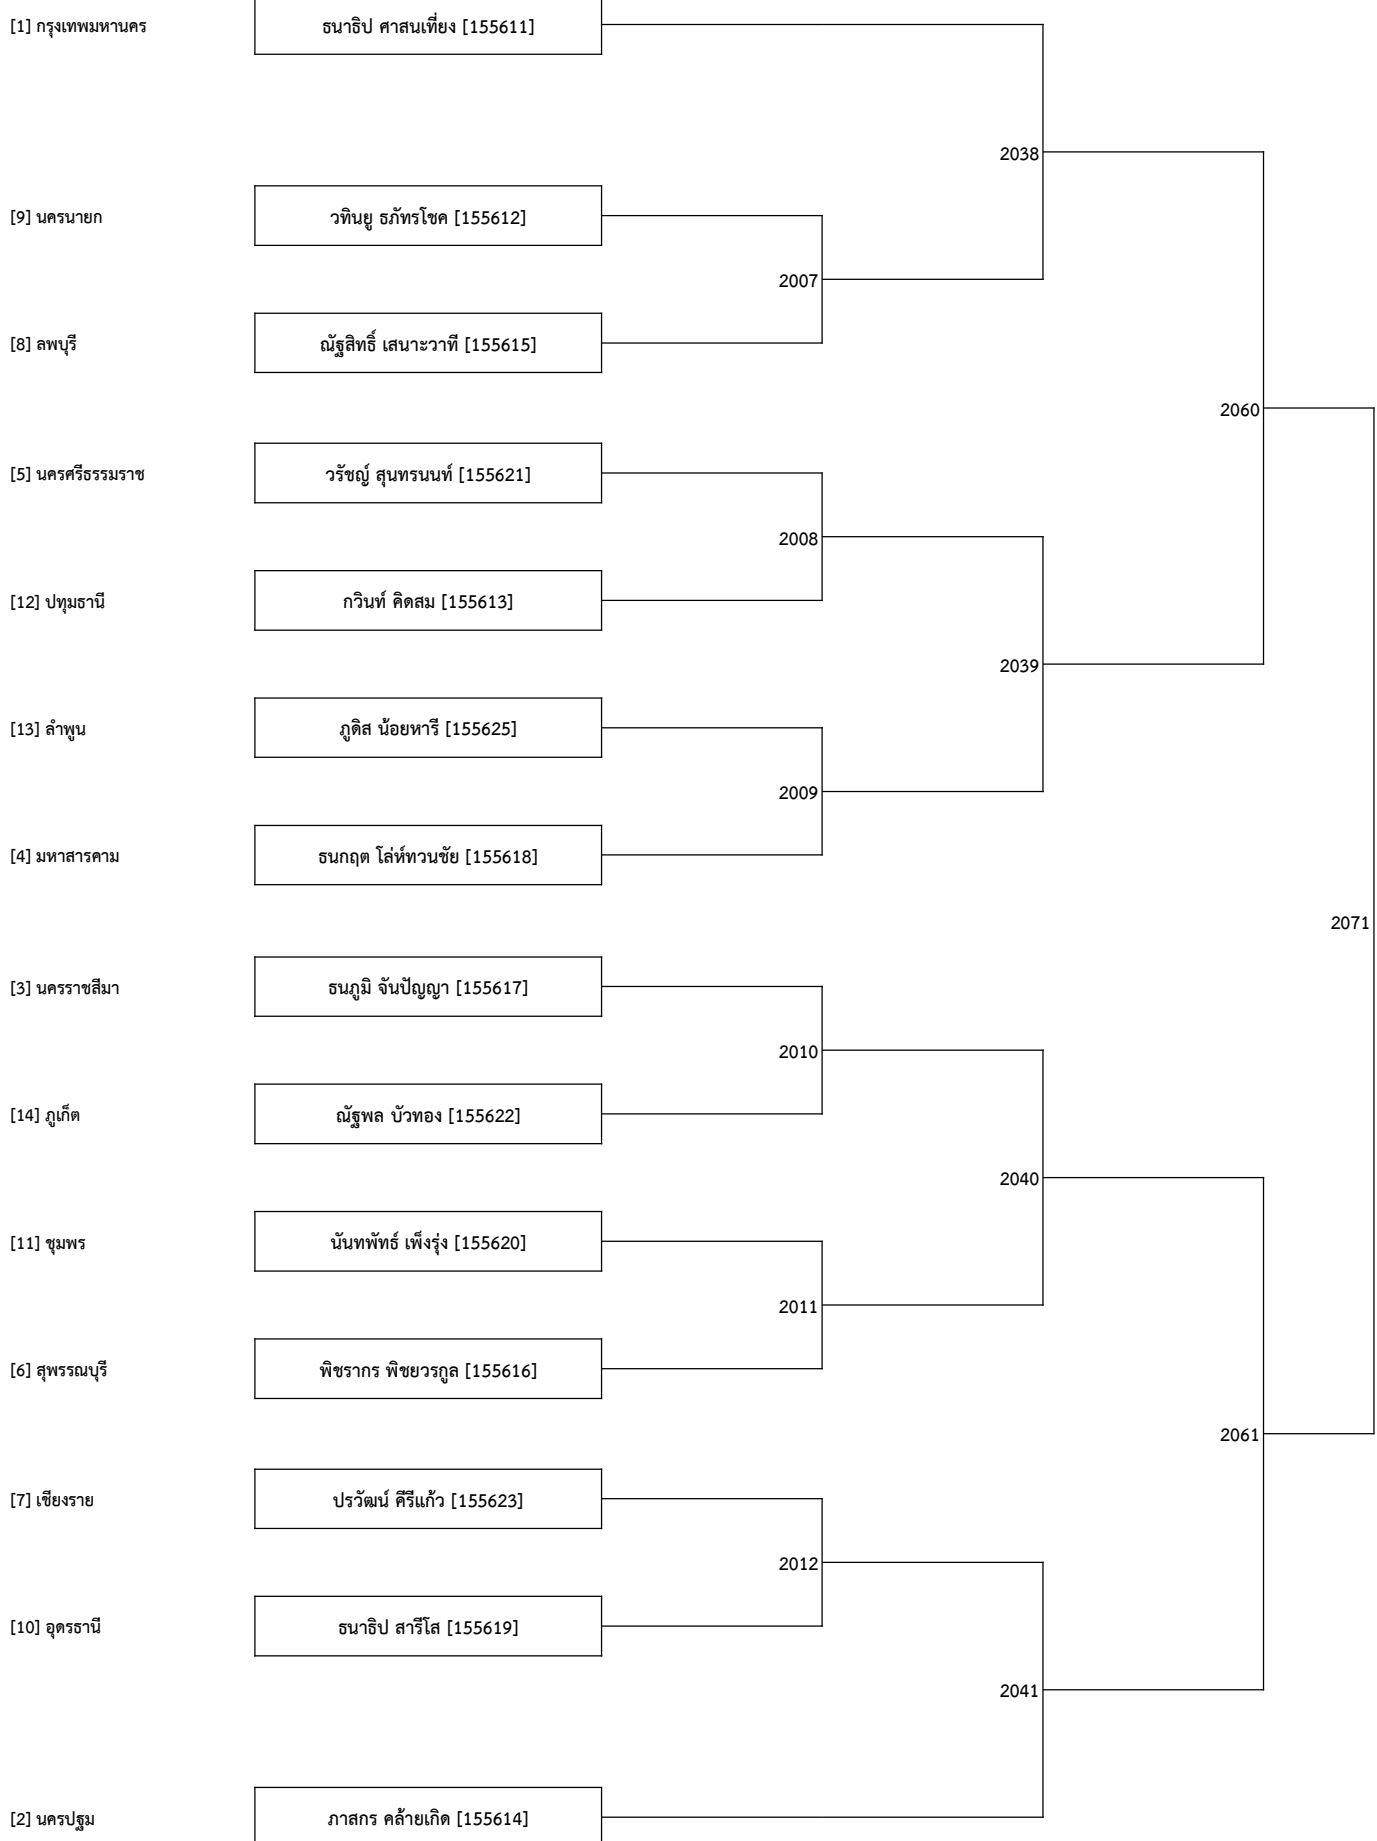 [1] กรุงเทพมหานคร ธนาธิป ศาสนเที่ยง [155611]
2038
[9] นครนายก วทินยู ธภัทรโชค [155612]
2007
[8] ลพบุรี ณัฐสิทธิ์ เสนาะวาที [155615]
2060
[5] นครศรีธรรมราช วรัชญ์ สุนทรนนท์ [155621]
2008
[12] ปทุมธานี กวินท์ คิดสม [155613]
2039
[13] ลำพูน ภูดิส น้อยหารี [155625]
2009
[4] มหาสารคาม ธนกฤต โล่ห์ทวนชัย [155618]
2071
[3] นครราชสีมา ธนภูมิ จันปัญญา [155617]
2010
[14] ภูเก็ต ณัฐพล บัวทอง [155622]
2040
[11] ชุมพร นันทพัทธ์ เพ็งรุ่ง [155620]
2011
[6] สุพรรณบุรี พิชรากร พิชยวรกูล [155616]
2061
[7] เชียงราย ปรวัฒน์ คีรีแก้ว [155623]
2012
[10] อุดรธานี ธนาธิป สารีโส [155619]
2041
[2] นครปฐม ภาสกร คล้ายเกิด [155614]